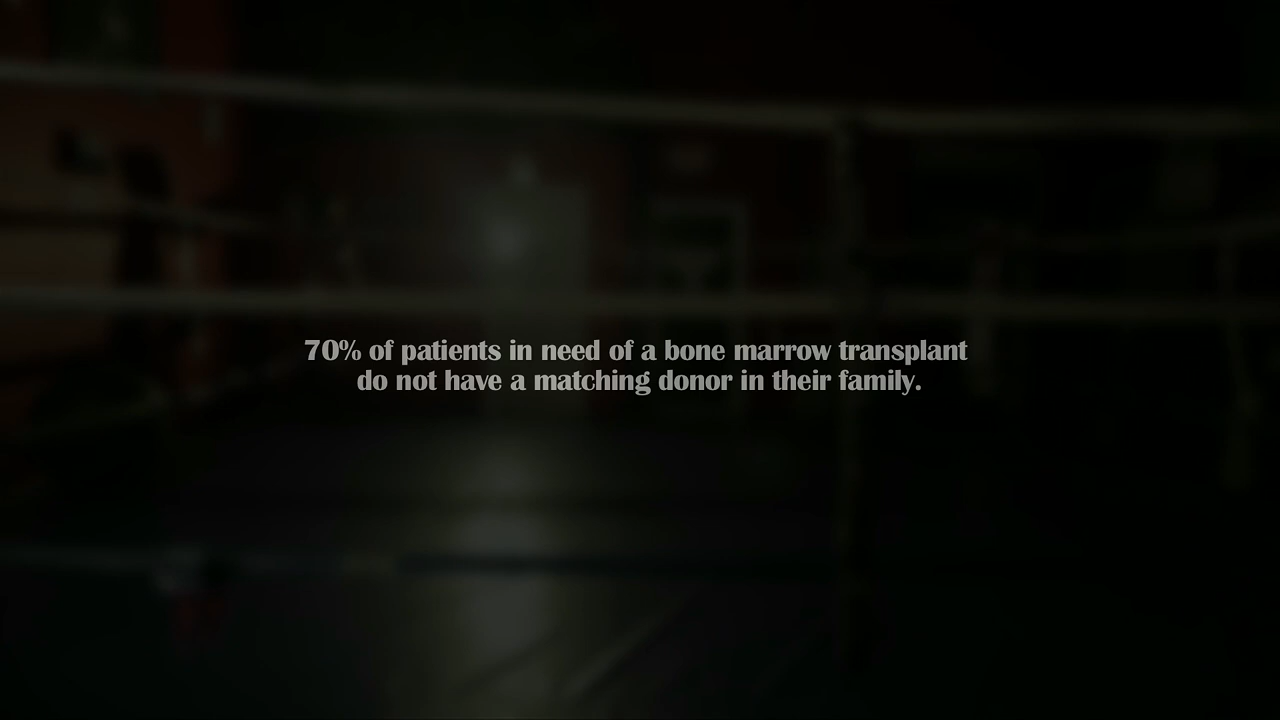 70% of patients in need of a bone marrow transplant
do not have a matching donor in their family.